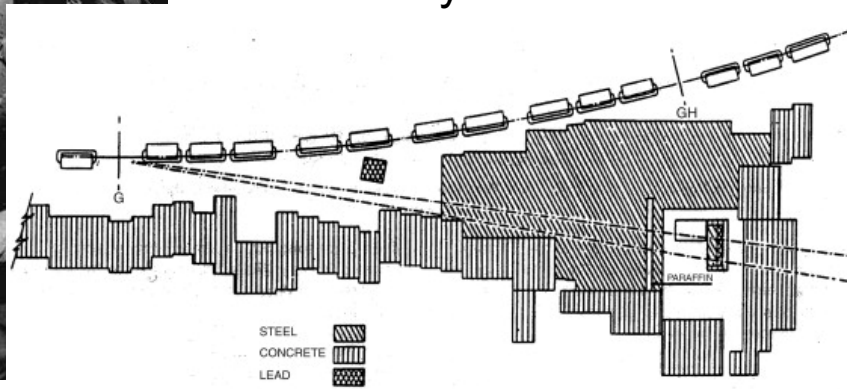 y
G
GH
PARAFFIN
STEEL
CONCRETE
LEAD